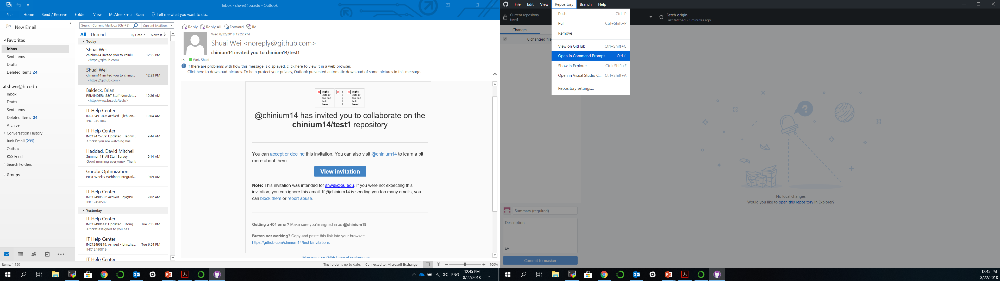 Inbox - shwei@bu.edu - Outlook
File Home Send / Receive Folder View McAfee E-mail Scan Tell me what you want to do...
New Email
Favorites
Inbox
Sent Items
Drafts
Deleted Items 24
shwei@bu.edu
Inbox
Drafts
Sent Items
Deleted Items 24
Archive
Conversation History
Junk Email [299]
Outbox
RSS Feeds
Search Folders
Groups
Search Current Mailbox (Ctrl+E) Current Mailbox
All Unread By Date Newest
Today
Shuai Wei
chinium14 invited you to chiniu... 12:25 PM
<https://github.com>
Shuai Wei
chinium14 invited you to chiniu... 12:23 PM
<https://github.com>
Baldeck, Brian
REMINDER: IS&T Staff Newslett... 10:26 AM
<http://www.bu.edu/tech/>
IT Help Center
INC12491047: Arrived - jiehuan... 10:04 AM
INC12491047
IT Help Center
INC12475739: Updated - leonw... 9:44 AM
A ticket you are watching has
Haddad, David Mitchell
Summer 18' All Staff Survey 9:14 AM
Good morning everyone- Thank
Gurobi Optimization
Next Week's Webinar: Integrati... 9:09 AM
IT Help Center
INC12490582: Arrived - qx@bu... 9:02 AM
INC12490582
Yesterday
IT Help Center
INC12490141: Updated - Dong... Tue 7:35 PM
A ticket assigned to you has
IT Help Center
INC12490819: Arrived - bhnzha... Tue 6:54 PM
INC12490819
IT Help Center
Reply Reply All Forward IM
Wed 8/22/2018 12:22 PM
Shuai Wei <noreply@github.com>
chinium14 invited you to chinium14/test1
To Wei, Shuai
If there are problems with how this message is displayed, click here to view it in a web browser.
Click here to download pictures. To help protect your privacy, Outlook prevented automatic download of some pictures in this message.
Right-click or tap and hold here t... Right-click or tap and hold here t...
@chinium14 has invited you to collaborate on the
chinium14/test1 repository
You can accept or decline this invitation. You can also visit @chinium14 to learn a bit
more about them.
View invitation
Note: This invitation was intended for shwei@bu.edu. If you were not expecting this
invitation, you can ignore this email. If @chinium14 is sending you too many emails, you
can block them or report abuse.
Getting a 404 error? Make sure you're signed in as @chinium18.
Button not working? Copy and paste this link into your browser:
https://github.com/chinium14/test1/invitations
Manage your GitHub email preferences
Items: 1,150 This folder is up to date. Connected to: Microsoft Exchange 100%
ENG 12:45 PM
8/22/2018
File Edit View Repository Branch Help
Current repository
test1
Fetch origin
Last fetched 23 minutes ago
Changes
0 changed file
Push Ctrl+P
Pull Ctrl+Shift+P
Remove
View on GitHub Ctrl+Shift+G
Open in Command Prompt Ctrl+`
Show in Explorer Ctrl+Shift+F
Open in Visual Studio C... Ctrl+Shift+A
Repository settings...
No local changes
Would you like to open this repository in Explorer?
Summary (required)
Description
Commit to master
12:45 PM
8/22/2018